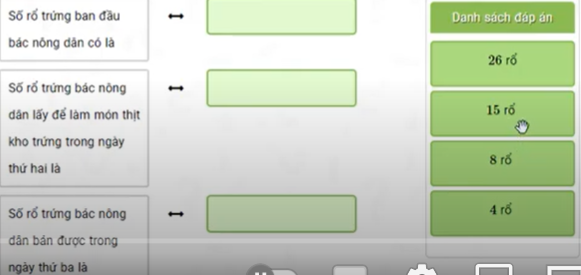 Số rổ trứng ban đầu
bác nông dân có là
Số rổ trứng bác nông
dân lấy để làm món thịt
kho trứng trong ngày
thứ hai là
Số rổ trứng bác nông
dân bán được trong
ngày thứ ba là
Danh sách đáp án
26 rổ
15 rổ
8 rổ
4 rổ